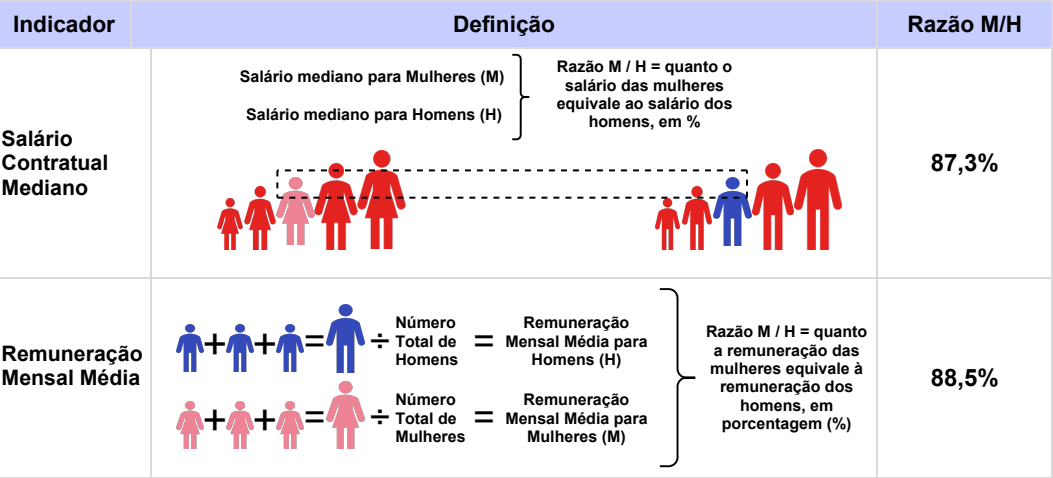 Indicador
Definição
Razão M/H
Salário
Contratual
Mediano
Salário mediano para Mulheres (M)
Salário mediano para Homens (H)
Razão M / H = quanto o
salário das mulheres
equivale ao salário dos
homens, em %
87,3%
Remuneração
Mensal Média
+ + = ÷
Número
Total de
Homens
=
Remuneração
Mensal Média para
Homens (H)
+ + = ÷
Número
Total de
Mulheres
=
Remuneração
Mensal Média para
Mulheres (M)
Razão M / H = quanto
a remuneração das
mulheres equivale à
remuneração dos
homens, em
porcentagem (%)
88,5%